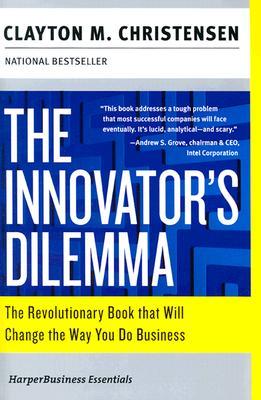 CLAYTON M. CHRISTENSEN
NATIONAL BESTSELLER
"This book addresses a tough problem
that most successful companies will face
eventually. It's lucid, analytical—and scary."
—Andrew S. Grove, chairman & CEO,
Intel Corporation
THE
INNOVATOR'S
DILEMMA
The Revolutionary Book that Will
Change the Way You Do Business
HarperBusiness Essentials